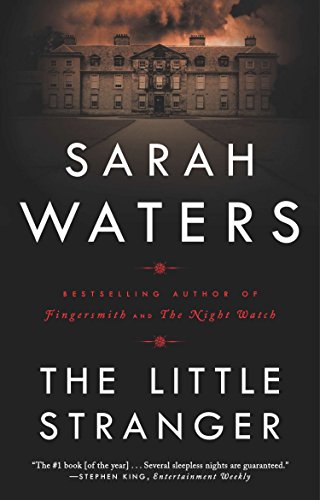 SARAH
WATERS
BESTSELLING AUTHOR OF
Fingersmith AND The Night Watch
THE LITTLE
STRANGER
"The #1 book [of the year] . . . Several sleepless nights are guaranteed."
—STEPHEN KING, Entertainment Weekly